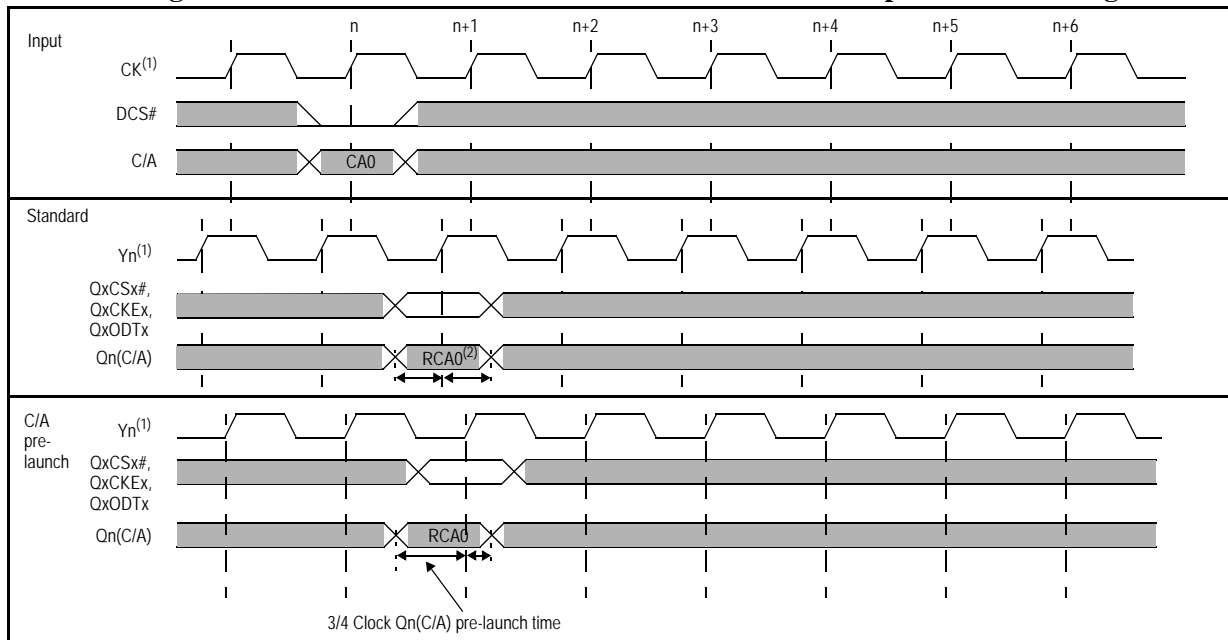 n n+1 n+2 n+3 n+4 n+5 n+6
Input
CK(1)
DCS#
C/A
CA0
Standard
Yn(1)
QxCSx#,
QxCKEx,
QxODTx
Qn(C/A)
RCA0(2)
C/A
pre-
launch
Yn(1)
QxCSx#,
QxCKEx,
QxODTx
Qn(C/A)
RCA0
3/4 Clock Qn(C/A) pre-launch time